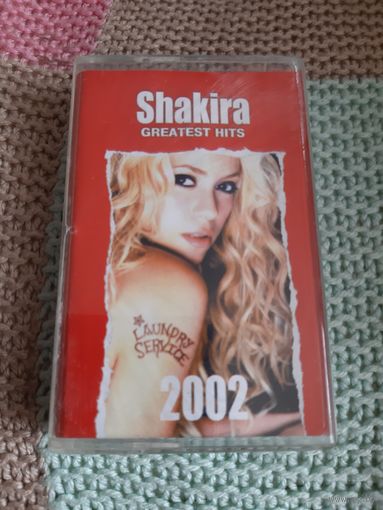 Shakira
GREATEST HITS
LAUNDRY
SERVICE
2002